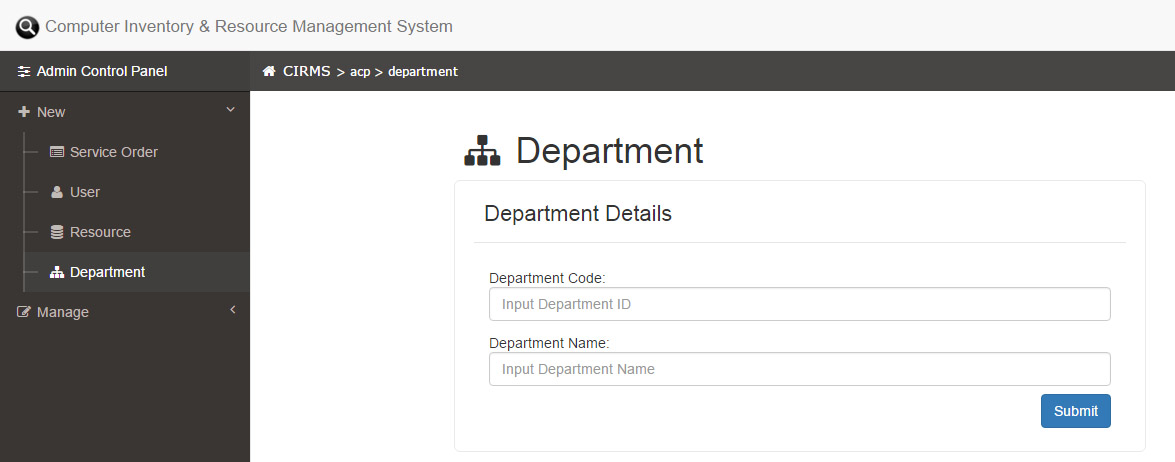 Computer Inventory & Resource Management System
Admin Control Panel
CIRMS > acp > department
New
Service Order
User
Resource
Department
Manage
Department
Department Details
Department Code:
Input Department ID
Department Name:
Input Department Name
Submit